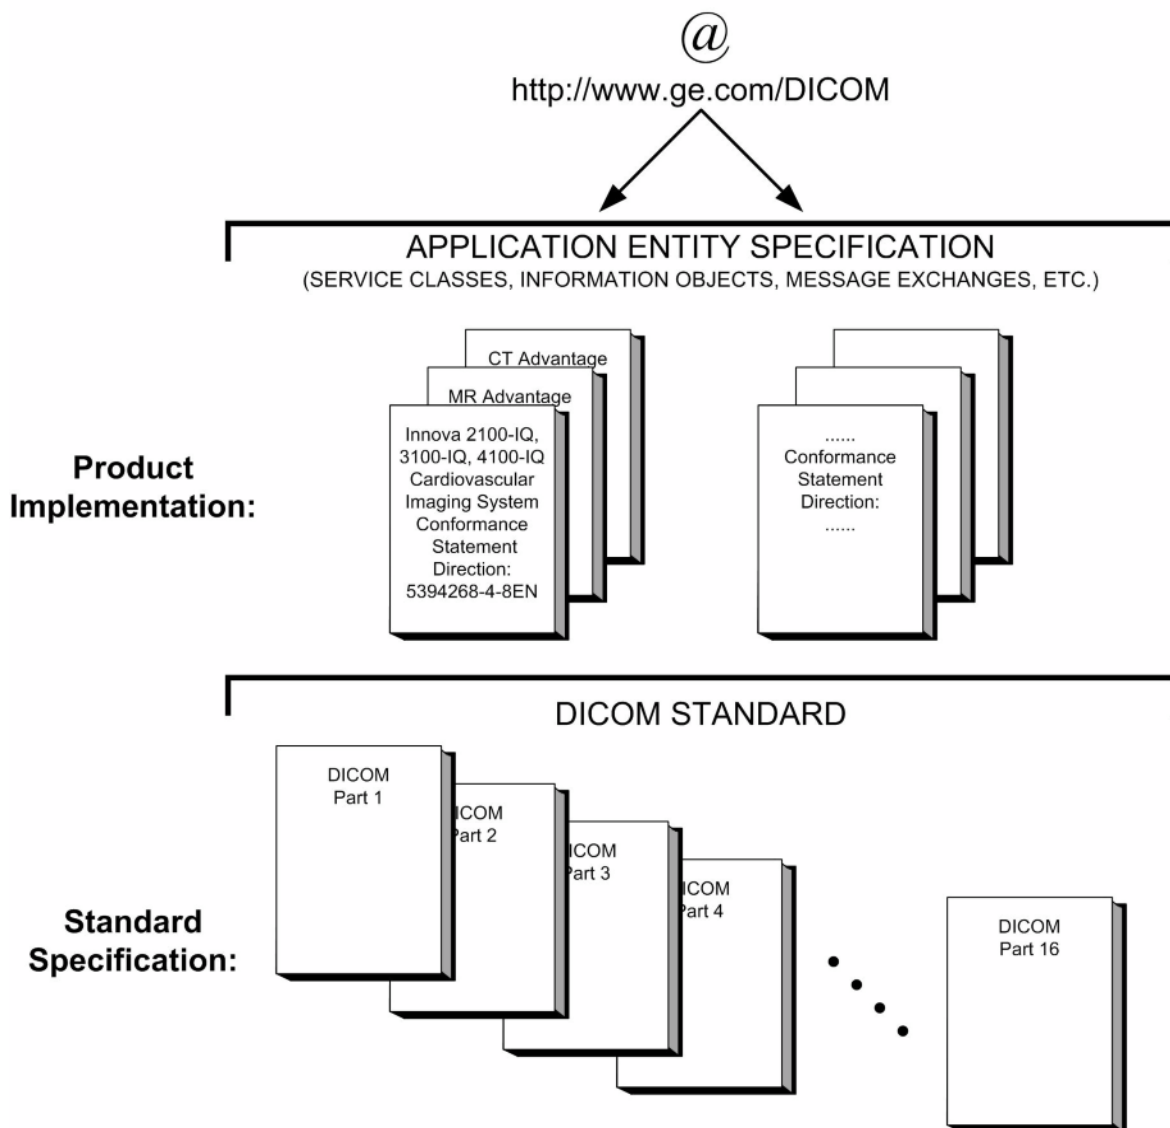 @
http://www.ge.com/DICOM
APPLICATION ENTITY SPECIFICATION
(SERVICE CLASSES, INFORMATION OBJECTS, MESSAGE EXCHANGES, ETC.)
CT Advantage
MR Advantage
Innova 2100-IQ,
3100-IQ, 4100-IQ
Cardiovascular
Imaging System
Conformance
Statement
Direction:
5394268-4-8EN
......
Conformance
Statement
Direction:
......
Product
Implementation:
DICOM STANDARD
DICOM
Part 1
ICOM
Part 2
ICOM
Part 3
ICOM
Part 4
DICOM
Part 16
Standard
Specification: